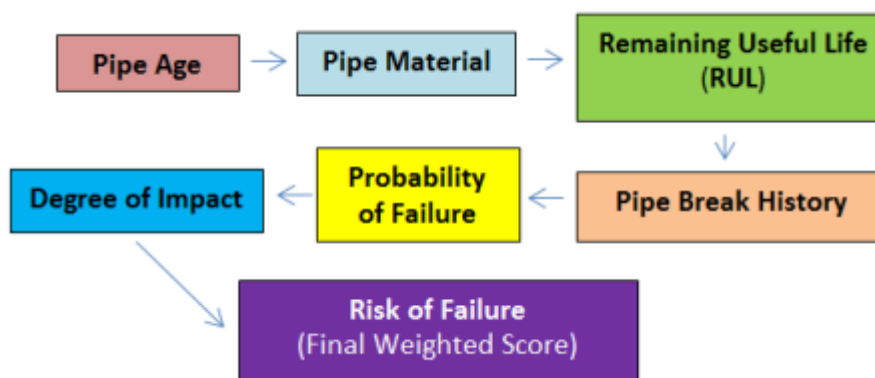 Pipe Age
Pipe Material
Remaining Useful Life
(RUL)
Pipe Break History
Probability
of Failure
Degree of Impact
Risk of Failure
(Final Weighted Score)